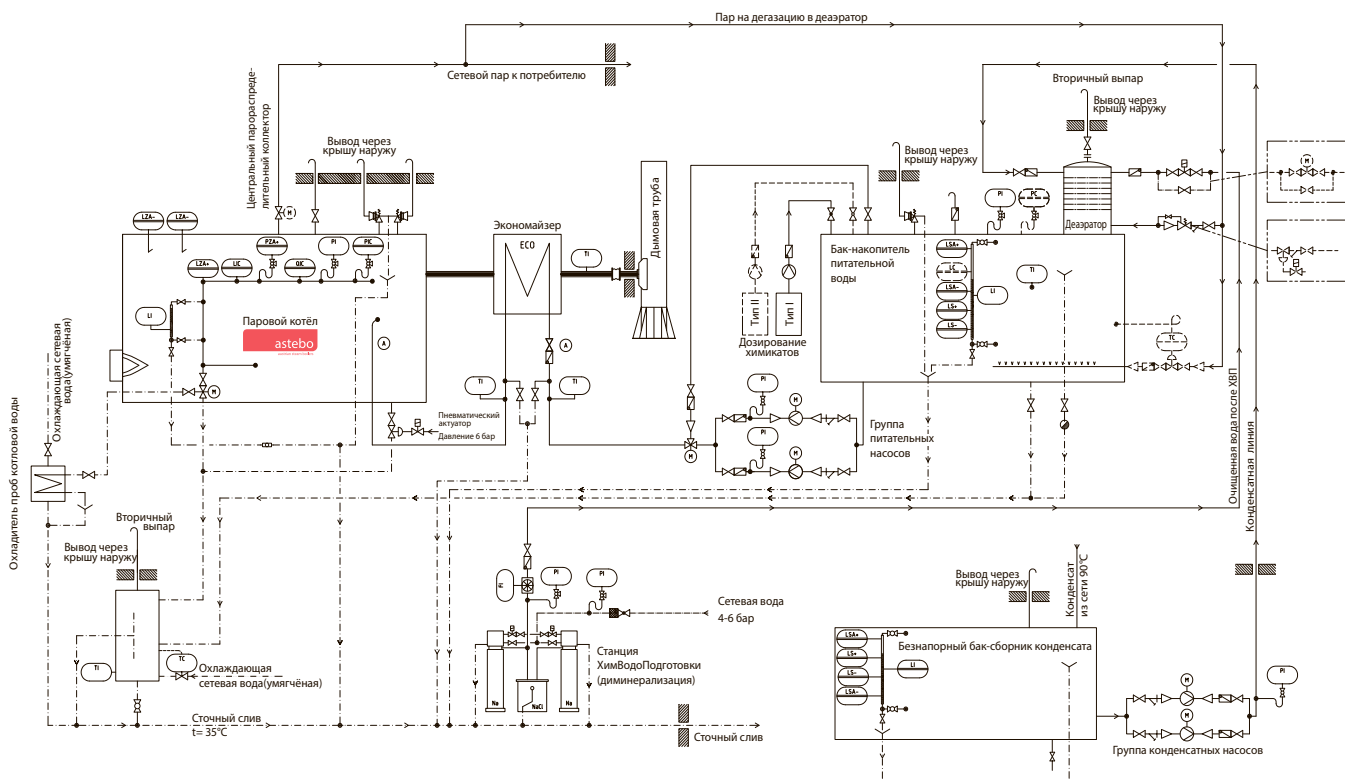 Пар на дегазацию в деаэратор
Сетевой пар к потребителю
Центральный парораспреде-
лительный коллектор
Вывод через
крышу наружу
Вторичный выпар
Вывод через
крышу наружу
Вывод через
крышу наружу
LZA-
LZA-
M
PZA+
PI
PIC
LZA+
LIC
QIC
LI
Паровой котёл
astebo
M
Экономайзер
ECO
TI
Дымовая труба
A
A
TI
TI
Пневматический
актуатор
Давление 6 бар
Тип II
Тип I
Дозирование
химикатов
Бак-накопитель
питательной
воды
PI
PC
LSA+
LC
LSA-
LS+
LS-
LI
TI
Деаэратор
TC
M
PI
M
PI
M
M
Группа
питательных
насосов
Очищенная вода после ХВП
Конденсатная линия
Охлаждающая сетевая
вода(умягчёная)
Охладитель проб котловой воды
Вторичный
выпар
Вывод через
крышу наружу
TI
TC
Охлаждающая
сетевая вода(умягчёная)
Сточный слив
t= 35°C
PI
PI
Сетевая вода
4-6 бар
Na
NaCl
Na
Станция
ХимВодоПодготовки
(диминерализация)
Сточный слив
Вывод через
крышу наружу
Конденсат
из сети 90°C
Безнапорный бак-сборник конденсата
LSA+
LS+
LS-
LSA-
LI
M
M
PI
Группа конденсатных насосов